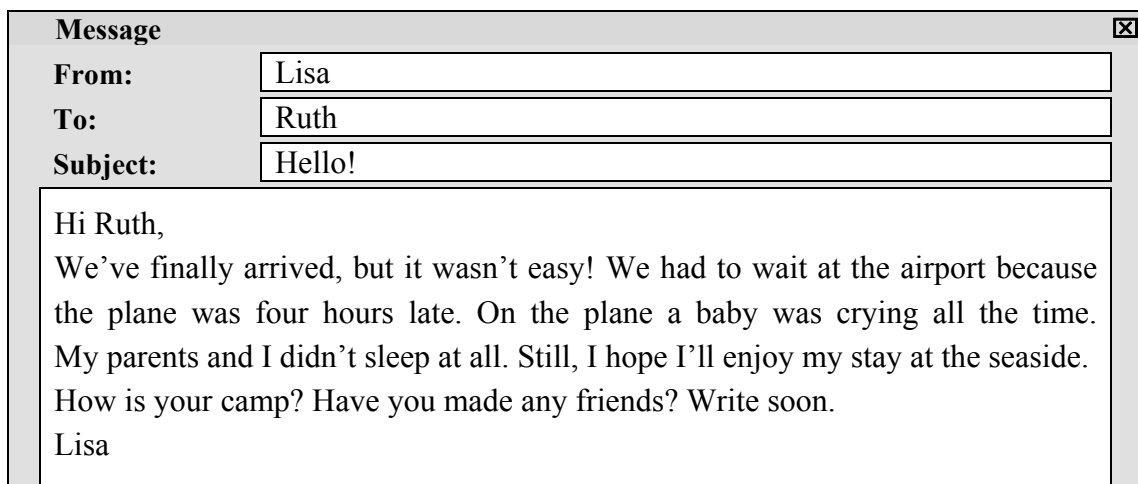 Message
From: Lisa
To: Ruth
Subject: Hello!
Hi Ruth,
We’ve finally arrived, but it wasn’t easy! We had to wait at the airport because
the plane was four hours late. On the plane a baby was crying all the time.
My parents and I didn’t sleep at all. Still, I hope I’ll enjoy my stay at the seaside.
How is your camp? Have you made any friends? Write soon.
Lisa